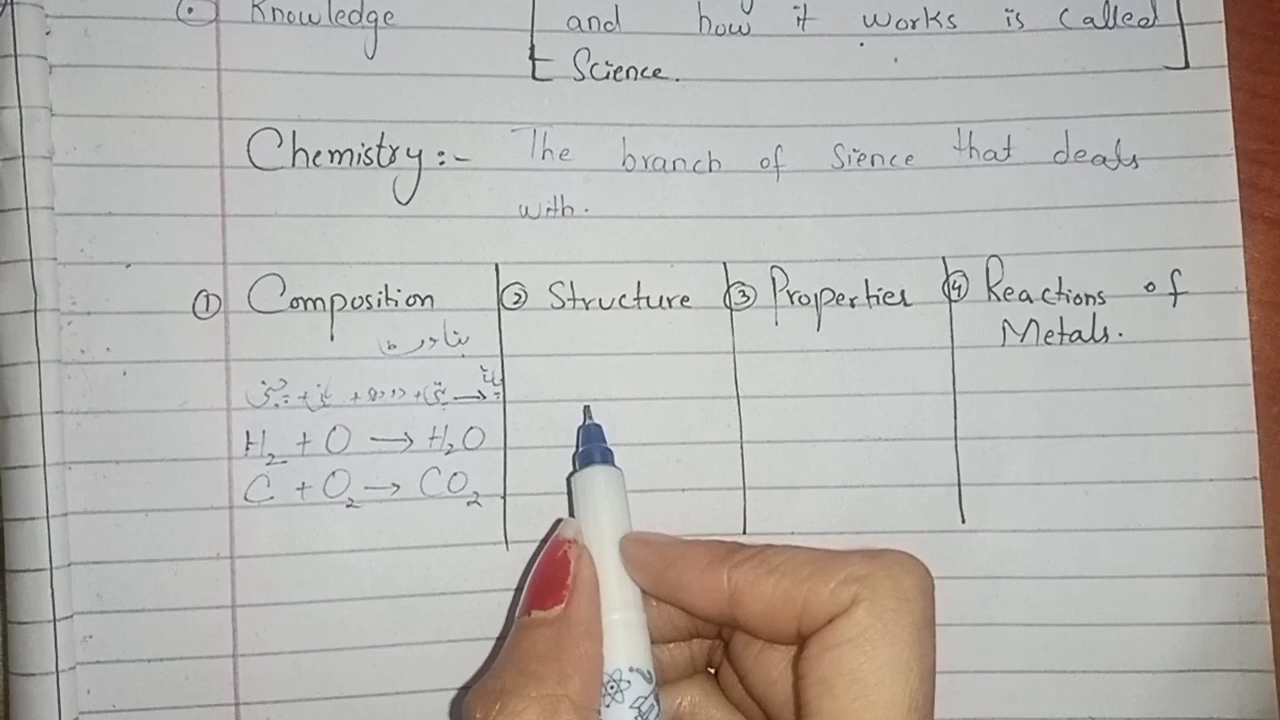 Knowledge
and how it works is called
Science.
Chemistry:- The branch of Sience that deals
with.
① Composition ② Structure ③ Properties ④ Reactions of
Metals.
H₂ + O → H₂O
C + O₂ → CO₂